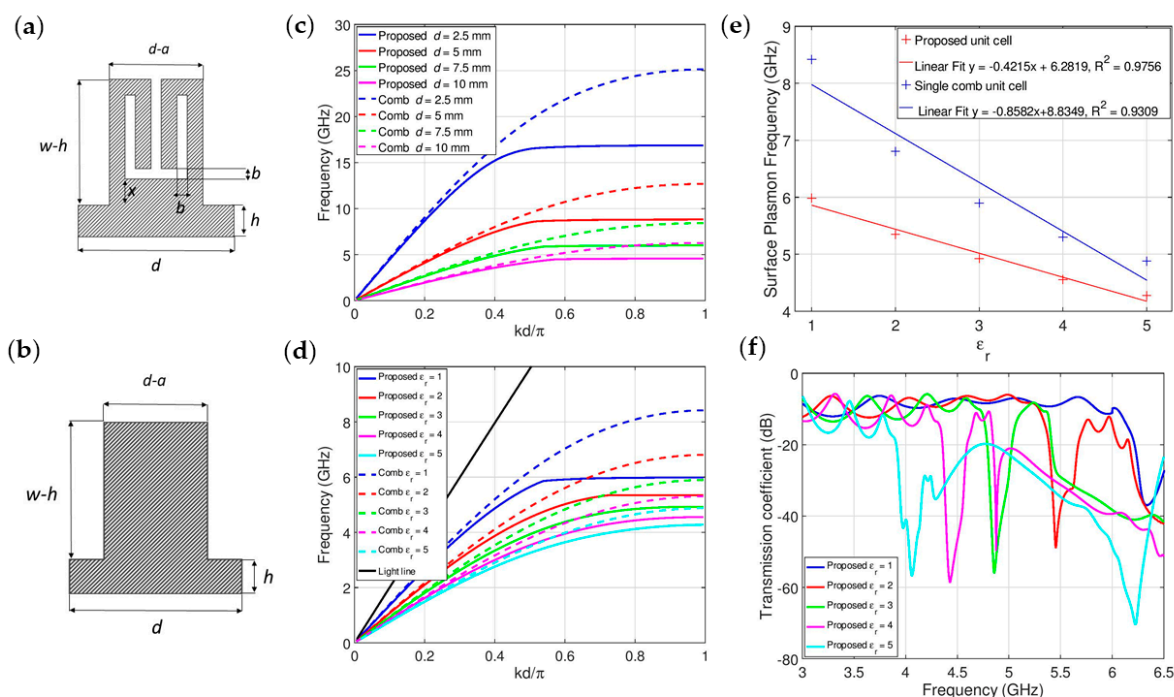 (a)
d-a
w-h
x
b
b
h
d
(b)
d-a
w-h
h
d
(c)
Proposed d = 2.5 mm
Proposed d = 5 mm
Proposed d = 7.5 mm
Proposed d = 10 mm
Comb d = 2.5 mm
Comb d = 5 mm
Comb d = 7.5 mm
Comb d = 10 mm
Frequency (GHz)
30
25
20
15
10
5
0
0 0.2 0.4 0.6 0.8 1
kd/π
(d)
Proposed εr = 1
Proposed εr = 2
Proposed εr = 3
Proposed εr = 4
Proposed εr = 5
Comb εr = 1
Comb εr = 2
Comb εr = 3
Comb εr = 4
Comb εr = 5
Light line
Frequency (GHz)
10
8
6
4
2
0
0 0.2 0.4 0.6 0.8 1
kd/π
(e)
Proposed unit cell
Linear Fit y = -0.4215x + 6.2819, R² = 0.9756
Single comb unit cell
Linear Fit y = -0.8582x+8.8349, R² = 0.9309
Surface Plasmon Frequency (GHz)
9
8
7
6
5
4
1 2 3 4 5
εr
(f)
Transmission coefficient (dB)
0
-20
-40
-60
-80
Proposed εr = 1
Proposed εr = 2
Proposed εr = 3
Proposed εr = 4
Proposed εr = 5
3 3.5 4 4.5 5 5.5 6 6.5
Frequency (GHz)